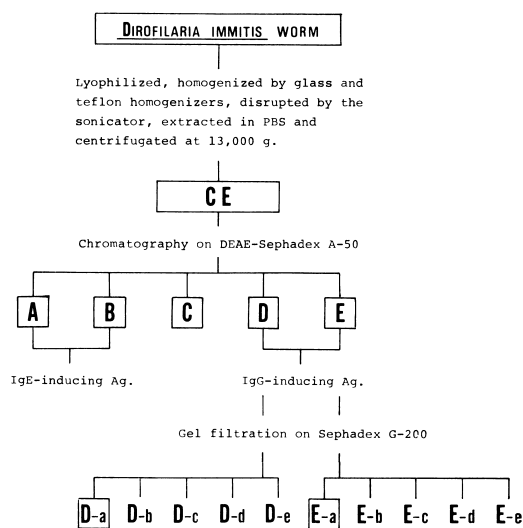 DIROFILARIA IMMITIS WORM
Lyophilized, homogenized by glass and
teflon homogenizers, disrupted by the
sonicator, extracted in PBS and
centrifugated at 13,000 g.
CE
Chromatography on DEAE-Sephadex A-50
A B C D E
IgE-inducing Ag. IgG-inducing Ag.
Gel filtration on Sephadex G-200
D-a D-b D-c D-d D-e E-a E-b E-c E-d E-e